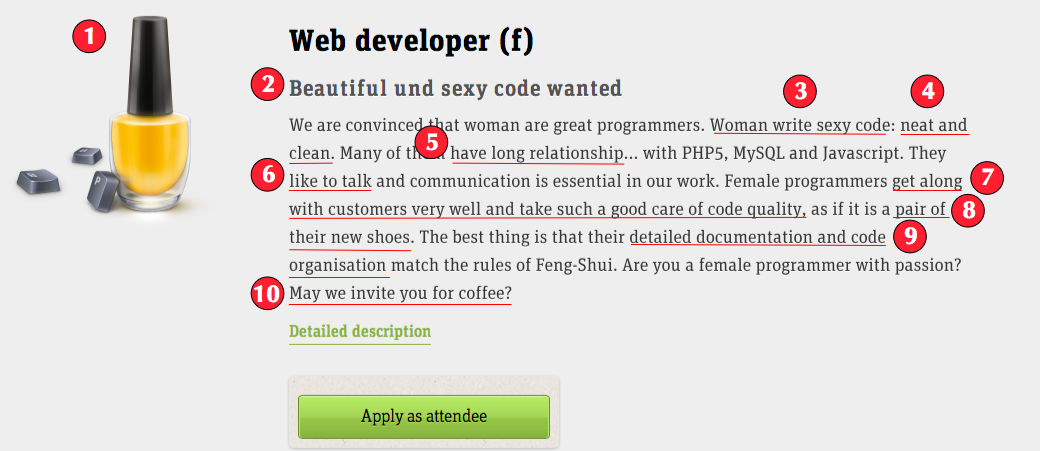 1
Web developer (f)
2 Beautiful und sexy code wanted
3 4
We are convinced that woman are great programmers. Woman write sexy code: neat and
5
clean. Many of them have long relationship... with PHP5, MySQL and Javascript. They
6 like to talk and communication is essential in our work. Female programmers get along 7
with customers very well and take such a good care of code quality, as if it is a pair of 8
their new shoes. The best thing is that their detailed documentation and code 9
organisation match the rules of Feng-Shui. Are you a female programmer with passion?
10 May we invite you for coffee?
Detailed description
Apply as attendee